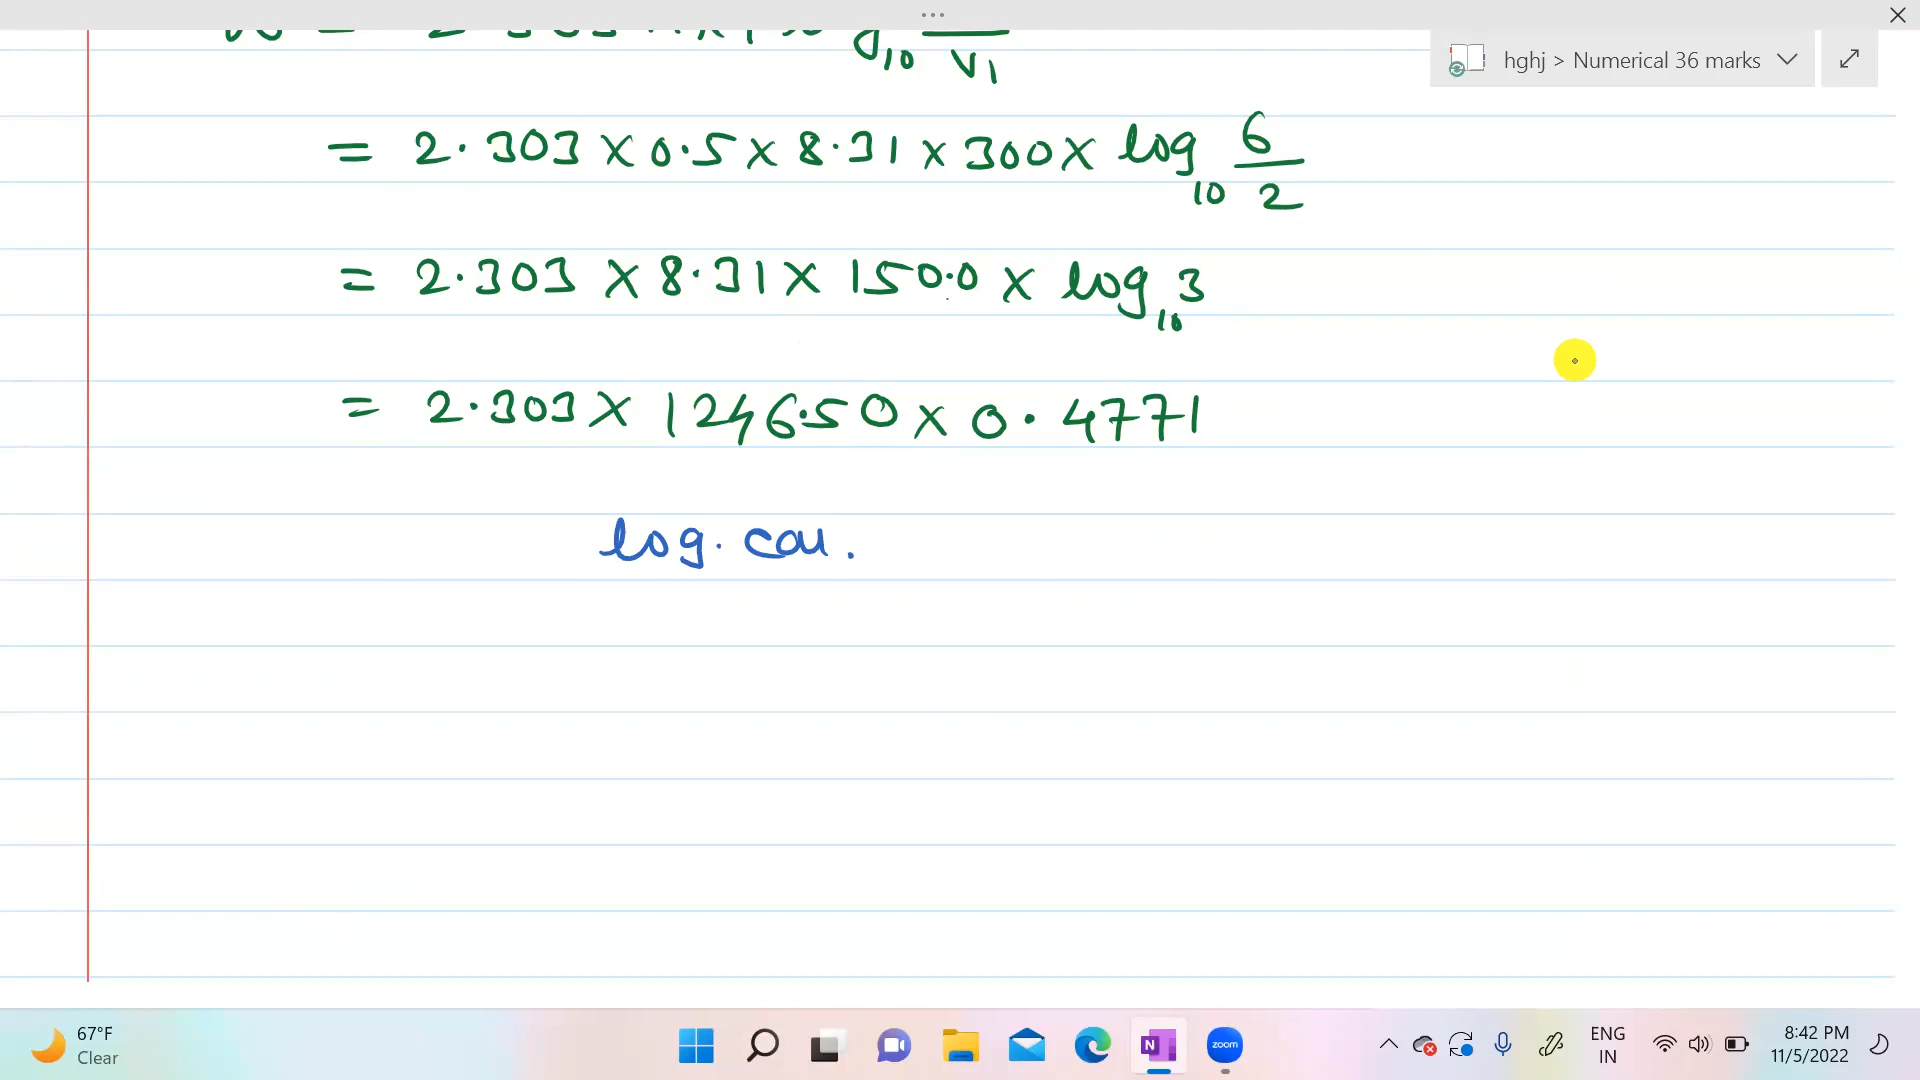 hghj > Numerical 36 marks
V1
= 2.303 × 0.5 × 8.31 × 300 × log10 6/2
= 2.303 × 8.31 × 150.0 × log10 3
= 2.303 × 1246.50 × 0.4771
log. cal.
67°F
Clear
zoom
ENG
IN
8:42 PM
11/5/2022